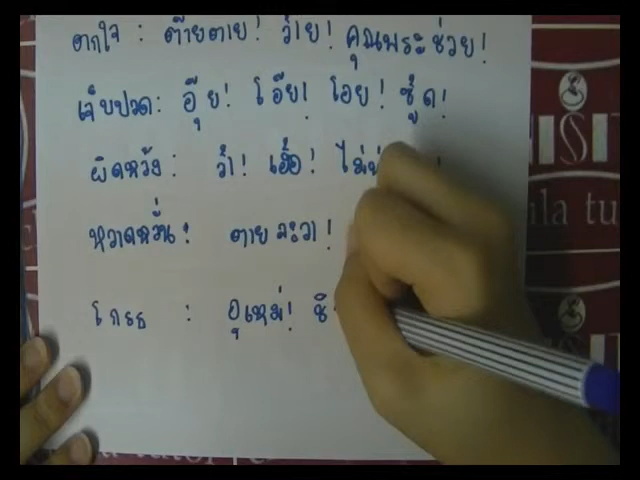 ตกใจ : ต๊ายตาย! ว้าย! คุณพระช่วย!
เจ็บปวด : อุ๊ย! โอ๊ย! โอย! ซู้ด!
ผิดหวัง : ว้า! เฮ้อ!
หวาดหวั่น : ตายละวา!
โกรธ : อุเหม่! ชิ